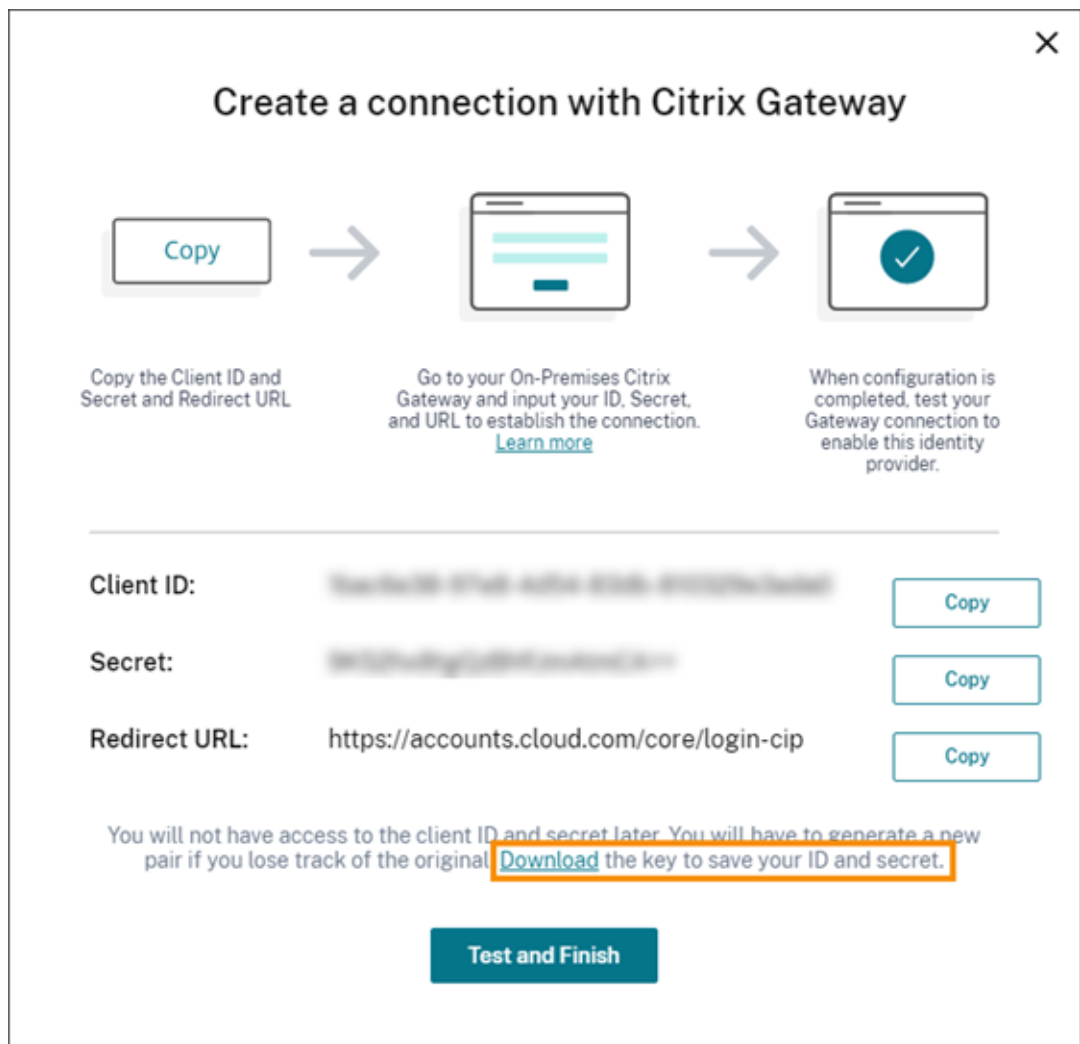 Create a connection with Citrix Gateway
Copy
Copy the Client ID and
Secret and Redirect URL
Go to your On-Premises Citrix
Gateway and input your ID, Secret,
and URL to establish the connection.
Learn more
When configuration is
completed, test your
Gateway connection to
enable this identity
provider.
Client ID:
Copy
Secret:
Copy
Redirect URL: https://accounts.cloud.com/core/login-cip
Copy
You will not have access to the client ID and secret later. You will have to generate a new
pair if you lose track of the original. Download the key to save your ID and secret.
Test and Finish